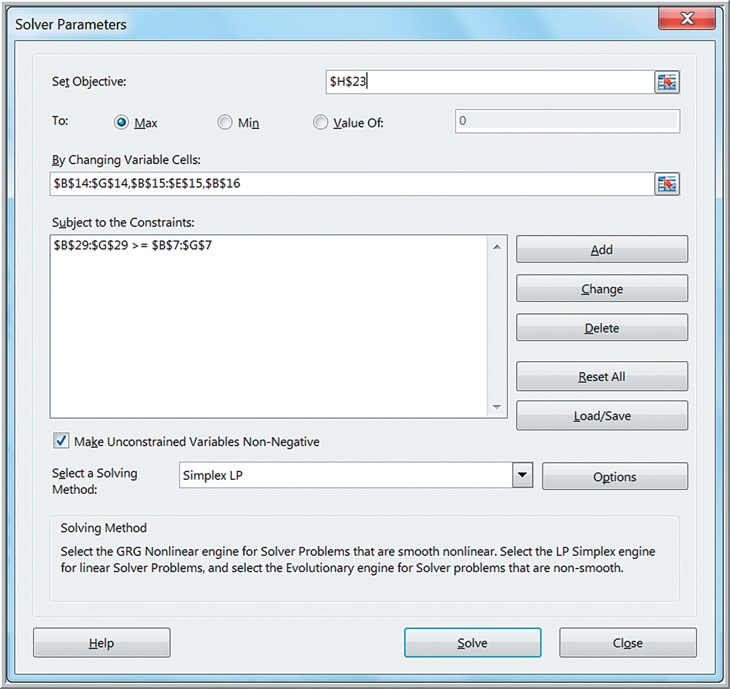 Solver Parameters
Set Objective: $H$23
To: Max Min Value Of: 0
By Changing Variable Cells:
$B$14:$G$14,$B$15:$E$15,$B$16
Subject to the Constraints:
$B$29:$G$29 >= $B$7:$G$7
Add
Change
Delete
Reset All
Load/Save
Make Unconstrained Variables Non-Negative
Select a Solving
Method:
Simplex LP
Options
Solving Method
Select the GRG Nonlinear engine for Solver Problems that are smooth nonlinear. Select the LP Simplex engine
for linear Solver Problems, and select the Evolutionary engine for Solver problems that are non-smooth.
Help Solve Close